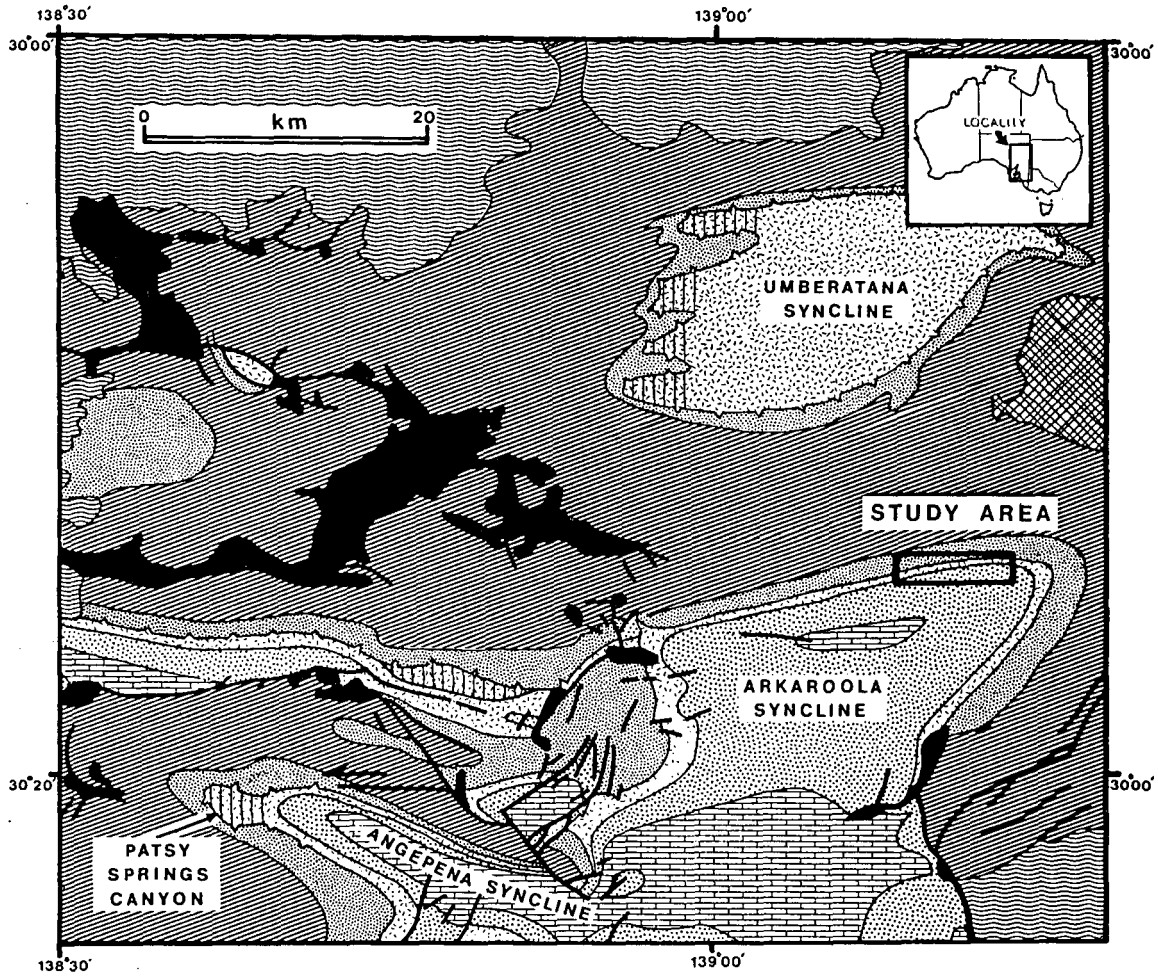 138°30'
139°00'
30°00'
30°00'
0 km 20
LOCALITY
UMBERATANA
SYNCLINE
STUDY AREA
ARKAROOLA
SYNCLINE
30°20'
30°00'
PATSY
SPRINGS
CANYON
ANGEPENA SYNCLINE
138°30'
139°00'